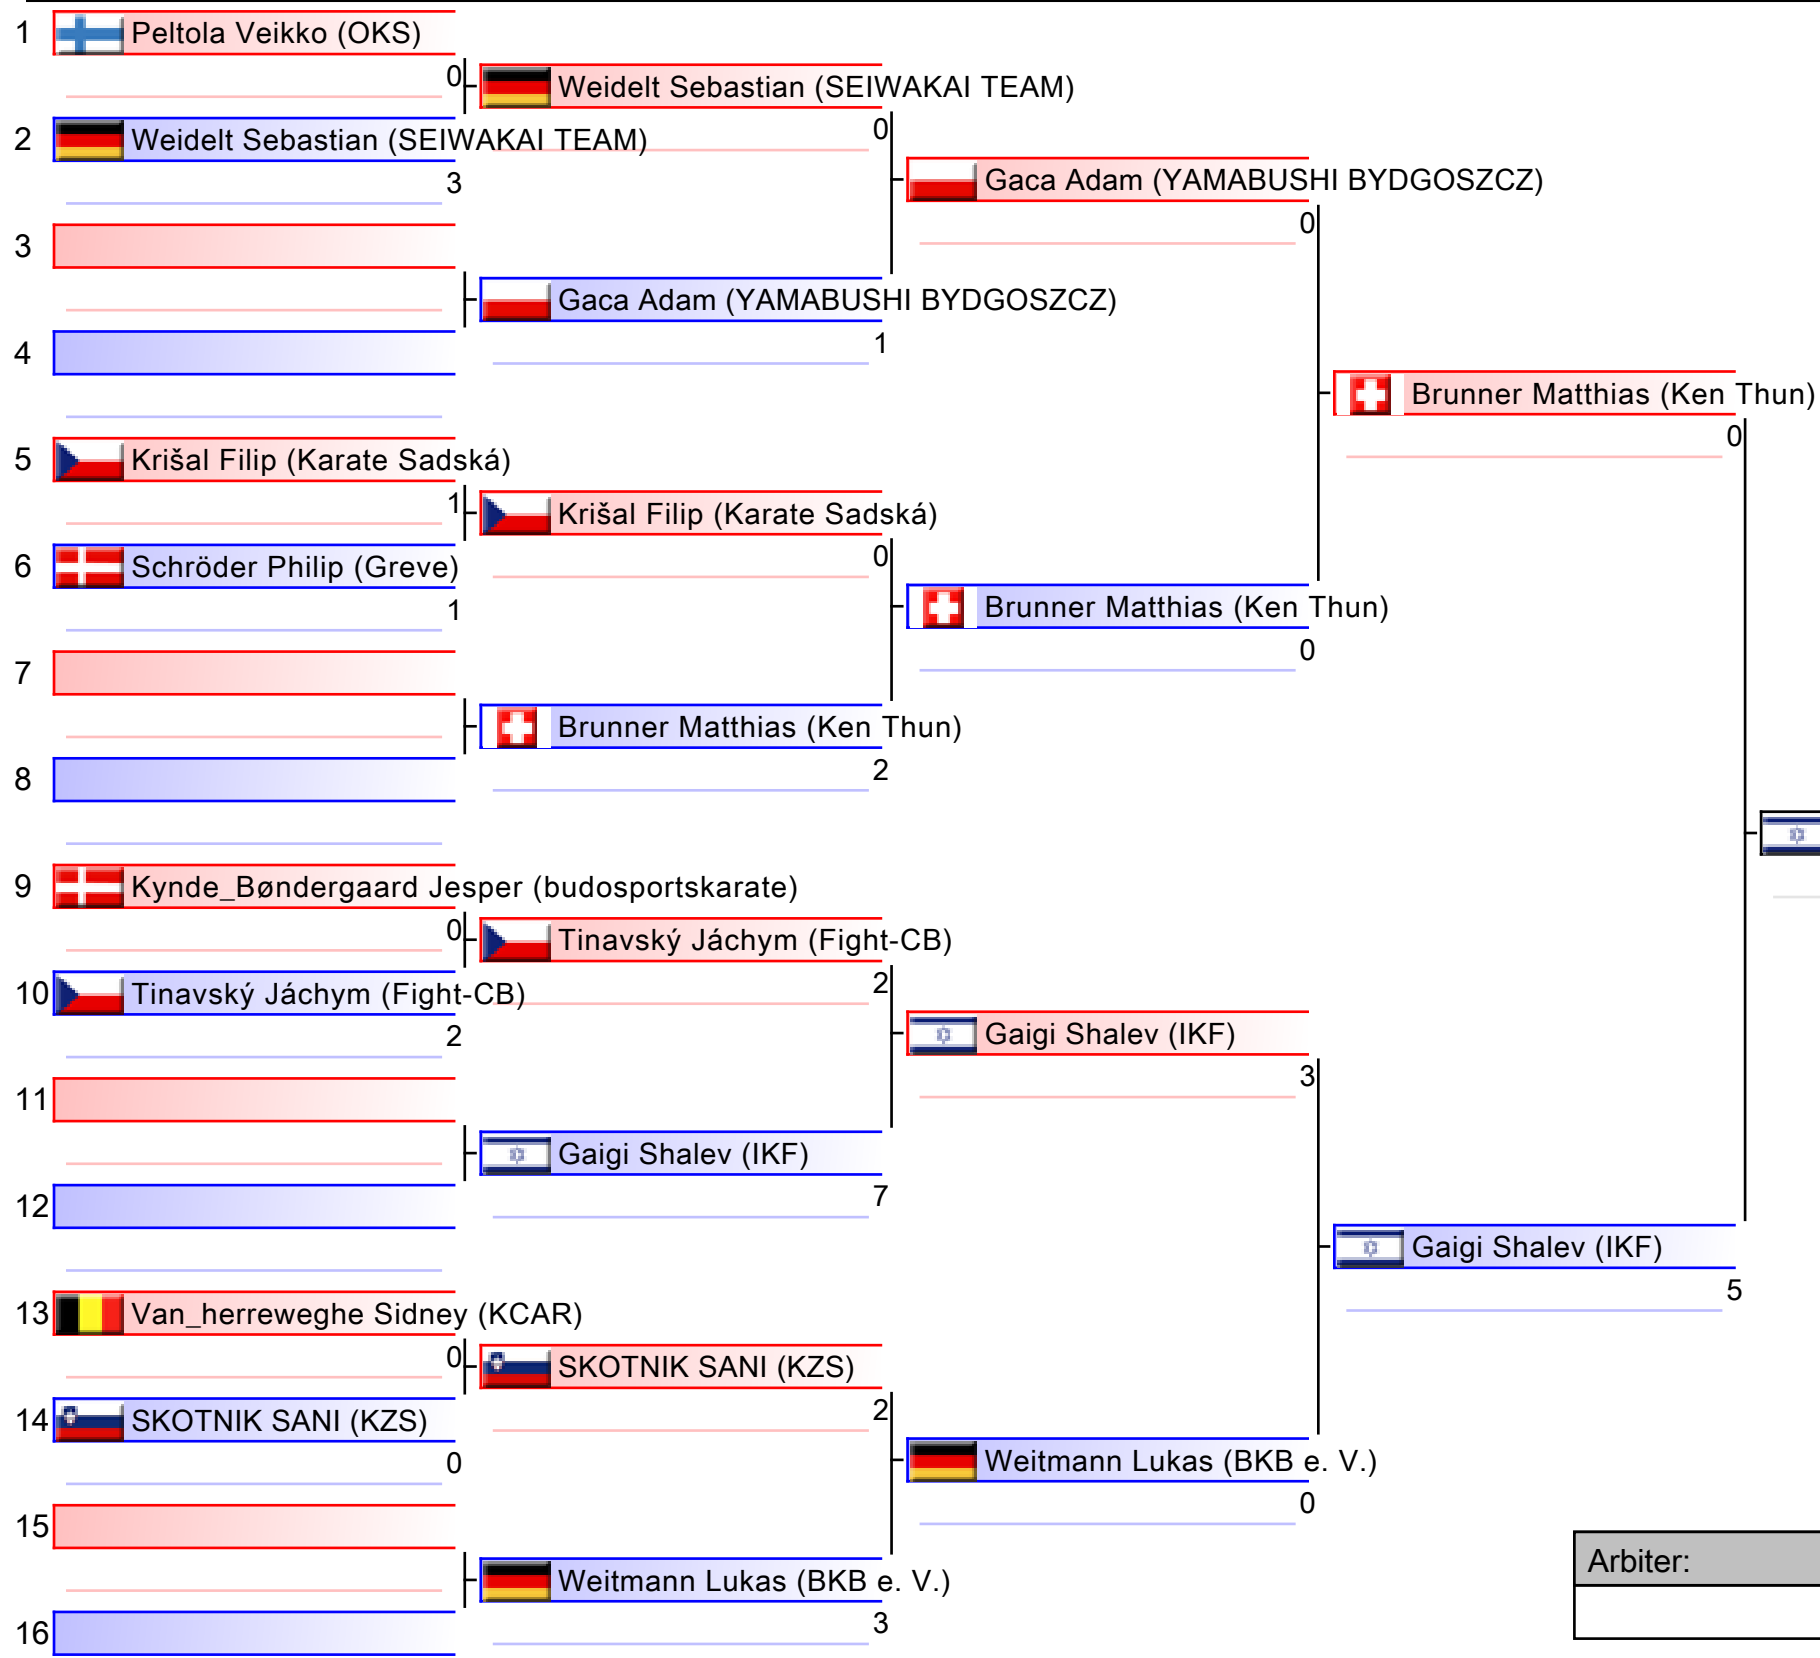 1 Peltola Veikko (OKS)
0
Weidelt Sebastian (SEIWAKAI TEAM)
2 Weidelt Sebastian (SEIWAKAI TEAM)
0
3
Gaca Adam (YAMABUSHI BYDGOSZCZ)
0
3
Gaca Adam (YAMABUSHI BYDGOSZCZ)
1
4
Brunner Matthias (Ken Thun)
0
5 Krišal Filip (Karate Sadská)
1
Krišal Filip (Karate Sadská)
0
6 Schröder Philip (Greve)
1
Brunner Matthias (Ken Thun)
0
7
Brunner Matthias (Ken Thun)
2
8
9 Kynde_Bøndergaard Jesper (budosportskarate)
0
Tinavský Jáchym (Fight-CB)
2
10 Tinavský Jáchym (Fight-CB)
2
Gaigi Shalev (IKF)
3
11
Gaigi Shalev (IKF)
7
12
Gaigi Shalev (IKF)
5
13 Van_herreweghe Sidney (KCAR)
0
SKOTNIK SANI (KZS)
2
14 SKOTNIK SANI (KZS)
0
Weitmann Lukas (BKB e. V.)
0
15
Weitmann Lukas (BKB e. V.)
3
16
Arbiter: